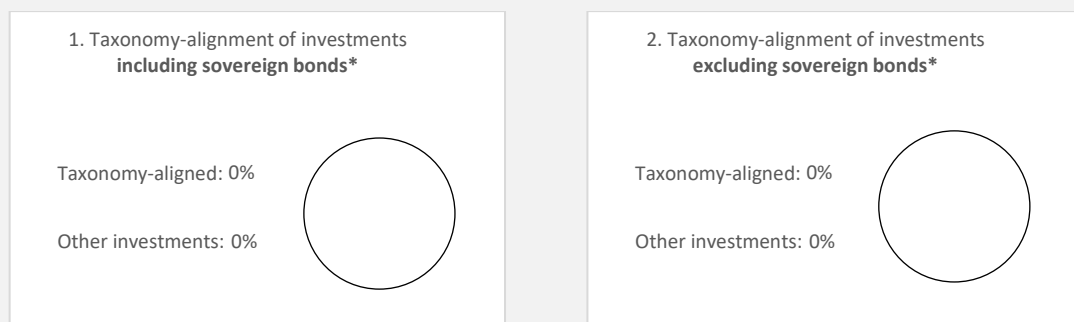 1. Taxonomy-alignment of investments
including sovereign bonds*
Taxonomy-aligned: 0%
Other investments: 0%
2. Taxonomy-alignment of investments
excluding sovereign bonds*
Taxonomy-aligned: 0%
Other investments: 0%